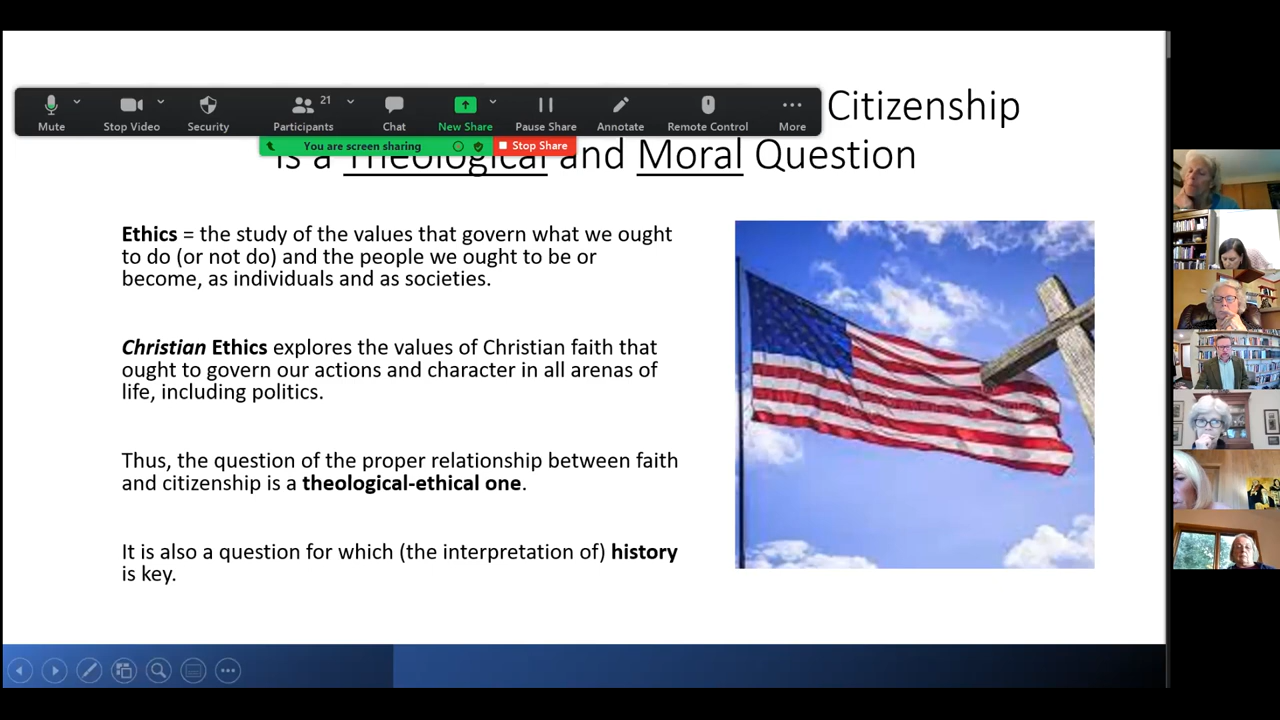 21
Mute
Stop Video
Security
Participants
Chat
New Share
Pause Share
Annotate
Remote Control
More
You are screen sharing
Stop Share
Citizenship
is a Theological and Moral Question
Ethics = the study of the values that govern what we ought
to do (or not do) and the people we ought to be or
become, as individuals and as societies.
Christian Ethics explores the values of Christian faith that
ought to govern our actions and character in all arenas of
life, including politics.
Thus, the question of the proper relationship between faith
and citizenship is a theological-ethical one.
It is also a question for which (the interpretation of) history
is key.